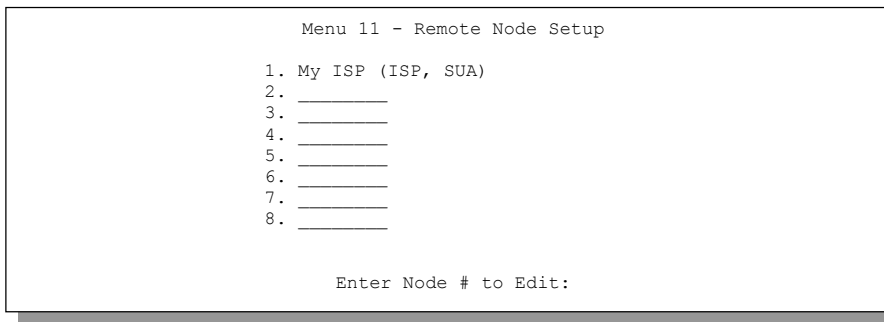 Menu 11 - Remote Node Setup
1. My ISP (ISP, SUA)
2. ________
3. ________
4. ________
5. ________
6. ________
7. ________
8. ________
Enter Node # to Edit: